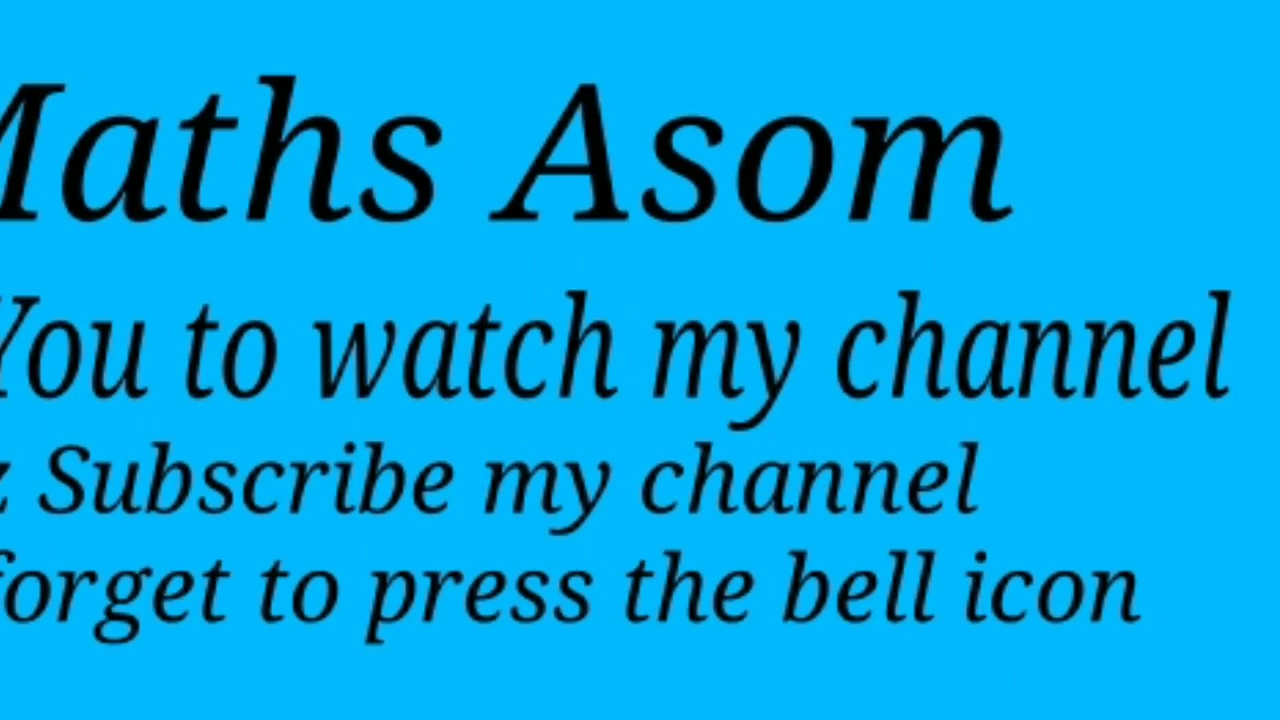 Maths Asom
You to watch my channel
z Subscribe my channel
forget to press the bell icon